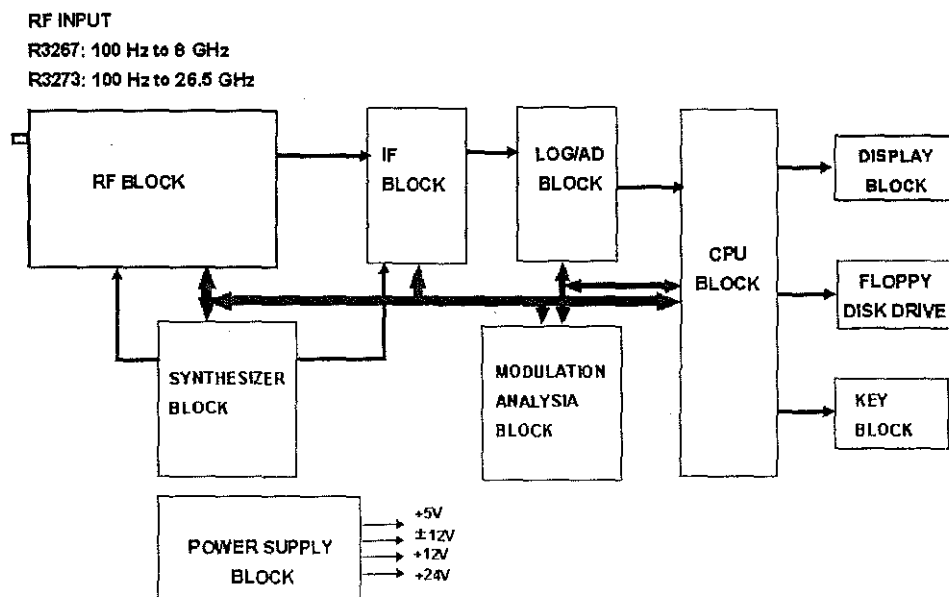 RF INPUT
R3267: 100 Hz to 8 GHz
R3273: 100 Hz to 26.5 GHz
RF BLOCK
IF
BLOCK
LOG/AD
BLOCK
CPU
BLOCK
DISPLAY
BLOCK
FLOPPY
DISK DRIVE
KEY
BLOCK
SYNTHESIZER
BLOCK
MODULATION
ANALYSIA
BLOCK
POWER SUPPLY
BLOCK
+5V
±12V
+12V
+24V